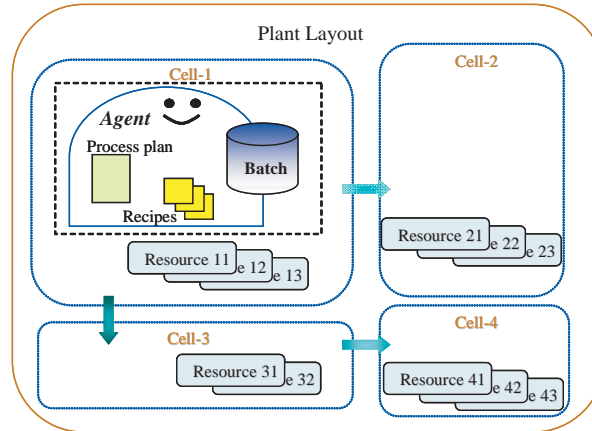 Plant Layout
Cell-1
Agent
Process plan
Batch
Recipes
Resource 11
e 12
e 13
Cell-2
Resource 21
e 22
e 23
Cell-3
Resource 31
e 32
Cell-4
Resource 41
e 42
e 43